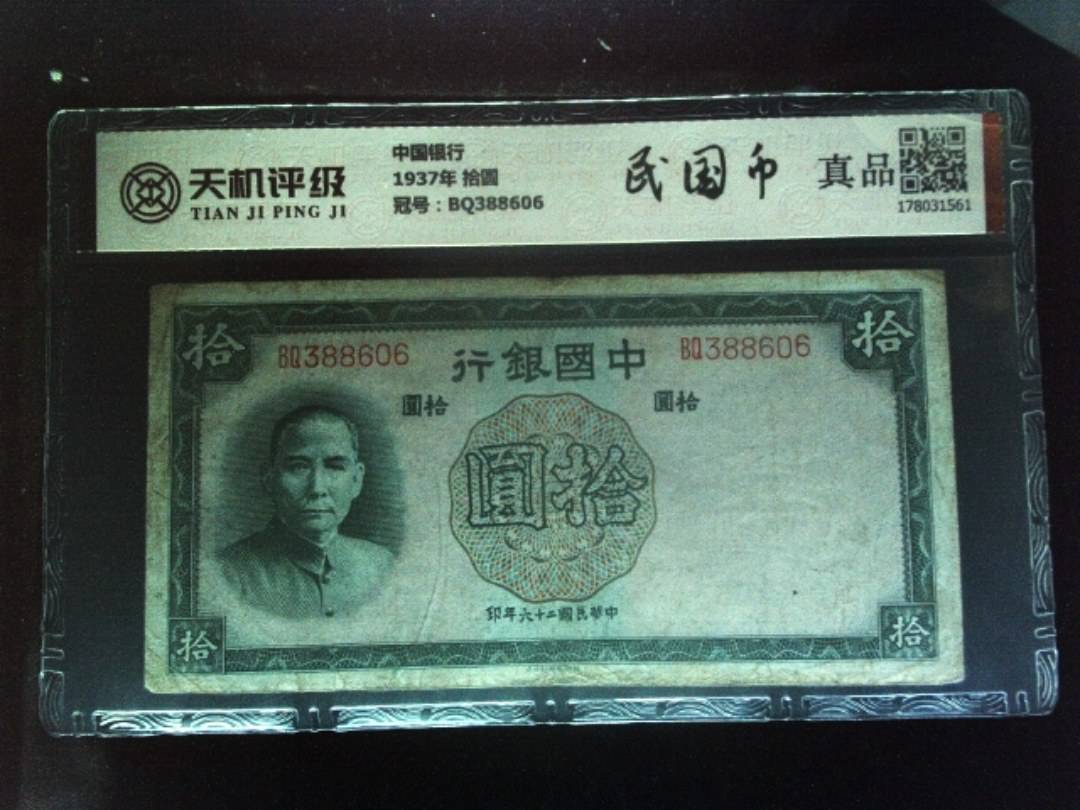 天机评级
TIAN JI PING JI
中国银行
1937年 拾圓
冠号：BQ388606
民国币
真品
178031561
拾
拾
BQ388606
中國銀行
BQ388606
拾圓
拾圓
拾圓
中華民國二十六年印
拾
拾